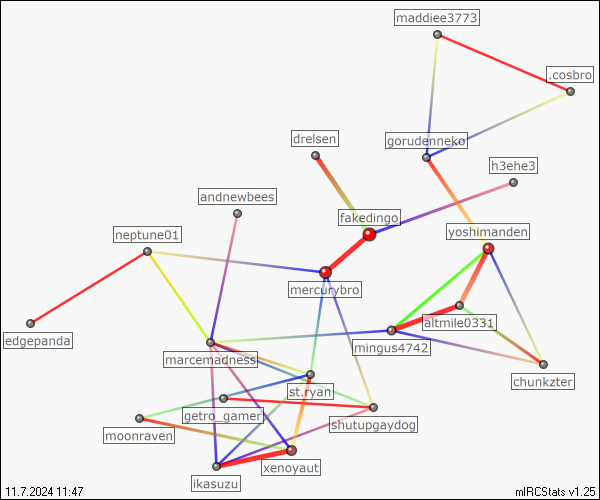 maddiee3773
.cosbro
drelsen
gorudenneko
h3ehe3
andnewbees
fakedingo
neptune01
yoshimanden
mercurybro
altmile0331
edgepanda
mingus4742
marcemadness
chunkzter
st.ryan
getro_gamer
shutupgaydog
moonraven
xenoyaut
ikasuzu
11.7.2024 11:47
mIRCStats v1.25